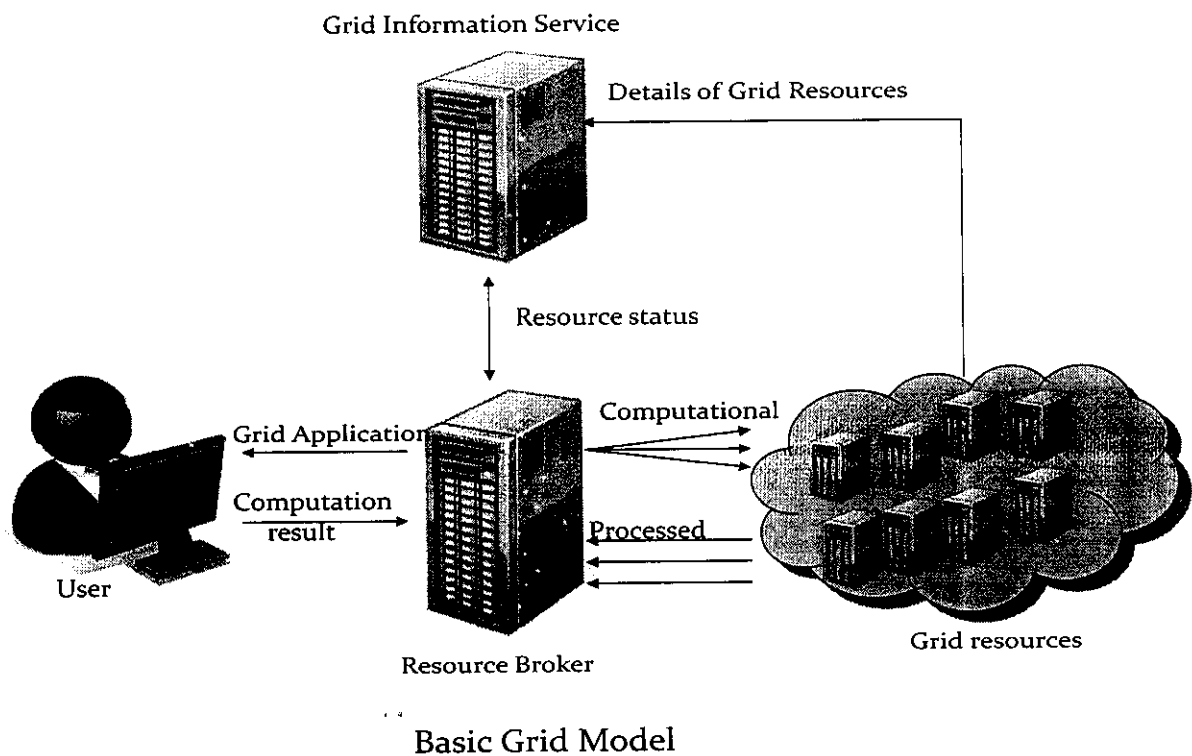 Grid Information Service
Details of Grid Resources
Resource status
Computational
Grid Application
Computation
result
Processed
User
Grid resources
Resource Broker
Basic Grid Model